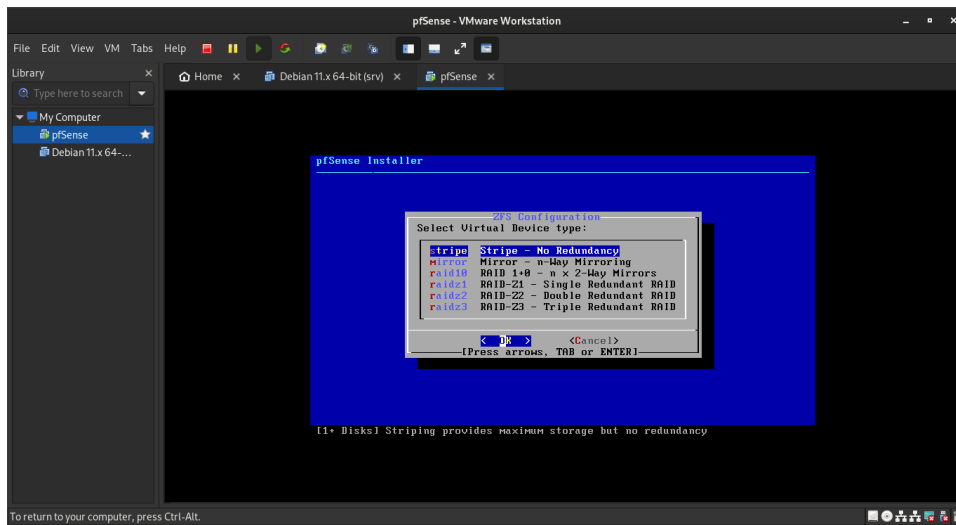 pfSense - VMware Workstation
File Edit View VM Tabs Help
Library
Home
Debian 11.x 64-bit (srv)
pfSense
Type here to search
My Computer
pfSense
Debian 11.x 64-...
pfSense Installer
ZFS Configuration
Select Virtual Device type:
stripe Stripe - No Redundancy
mirror Mirror - n-Way Mirroring
raid10 RAID 1+0 - n x 2-Way Mirrors
raidz1 RAID-Z1 - Single Redundant RAID
raidz2 RAID-Z2 - Double Redundant RAID
raidz3 RAID-Z3 - Triple Redundant RAID
< OK > <Cancel>
[Press arrows, TAB or ENTER]
[1+ Disks] Striping provides maximum storage but no redundancy
To return to your computer, press Ctrl-Alt.